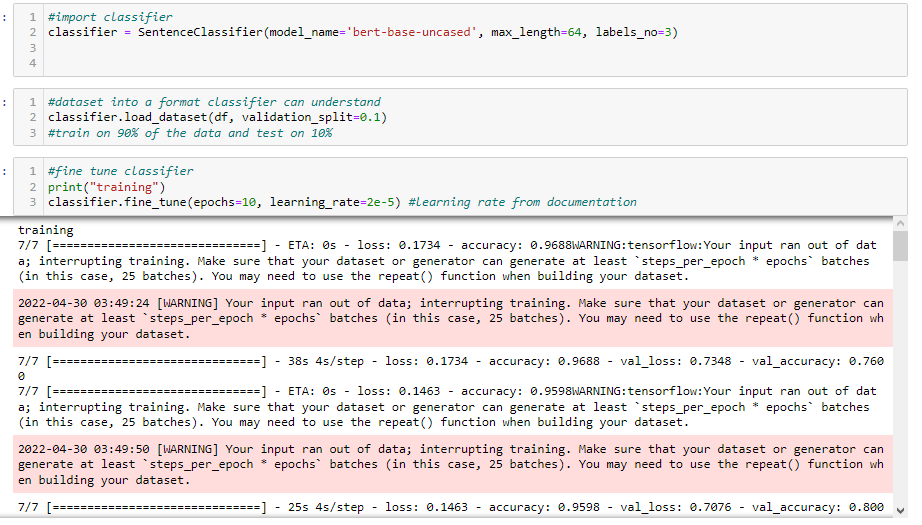 : 1 #import classifier
2 classifier = SentenceClassifier(model_name='bert-base-uncased', max_length=64, labels_no=3)
3
4
: 1 #dataset into a format classifier can understand
2 classifier.load_dataset(df, validation_split=0.1)
3 #train on 90% of the data and test on 10%
: 1 #fine tune classifier
2 print("training")
3 classifier.fine_tune(epochs=10, learning_rate=2e-5) #learning rate from documentation
training
7/7 [==============================] - ETA: 0s - loss: 0.1734 - accuracy: 0.9688WARNING:tensorflow:Your input ran out of dat
a; interrupting training. Make sure that your dataset or generator can generate at least `steps_per_epoch * epochs` batches
(in this case, 25 batches). You may need to use the repeat() function when building your dataset.
2022-04-30 03:49:24 [WARNING] Your input ran out of data; interrupting training. Make sure that your dataset or generator can
generate at least `steps_per_epoch * epochs` batches (in this case, 25 batches). You may need to use the repeat() function wh
en building your dataset.
7/7 [==============================] - 38s 4s/step - loss: 0.1734 - accuracy: 0.9688 - val_loss: 0.7348 - val_accuracy: 0.760
0
7/7 [==============================] - ETA: 0s - loss: 0.1463 - accuracy: 0.9598WARNING:tensorflow:Your input ran out of dat
a; interrupting training. Make sure that your dataset or generator can generate at least `steps_per_epoch * epochs` batches
(in this case, 25 batches). You may need to use the repeat() function when building your dataset.
2022-04-30 03:49:50 [WARNING] Your input ran out of data; interrupting training. Make sure that your dataset or generator can
generate at least `steps_per_epoch * epochs` batches (in this case, 25 batches). You may need to use the repeat() function wh
en building your dataset.
7/7 [==============================] - 25s 4s/step - loss: 0.1463 - accuracy: 0.9598 - val_loss: 0.7076 - val_accuracy: 0.800